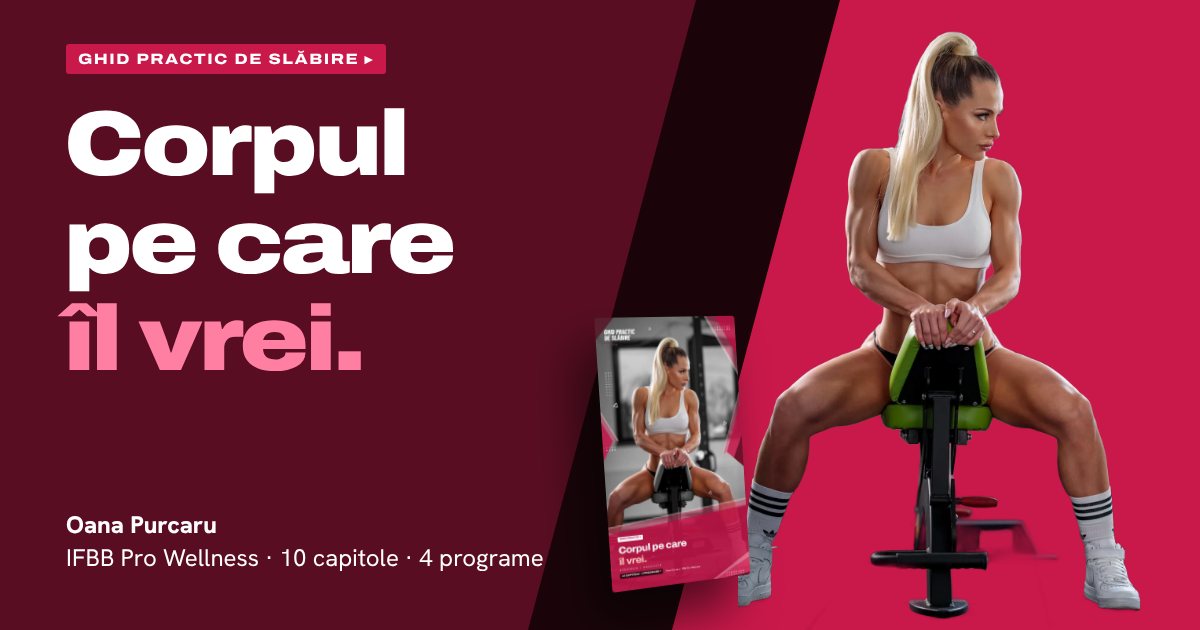 GHID PRACTIC DE SLĂBIRE ▸
Corpul
pe care
îl vrei.
Oana Purcaru
IFBB Pro Wellness · 10 capitole · 4 programe
GHID PRACTIC
DE SLĂBIRE
Corpul pe care
îl vrei.